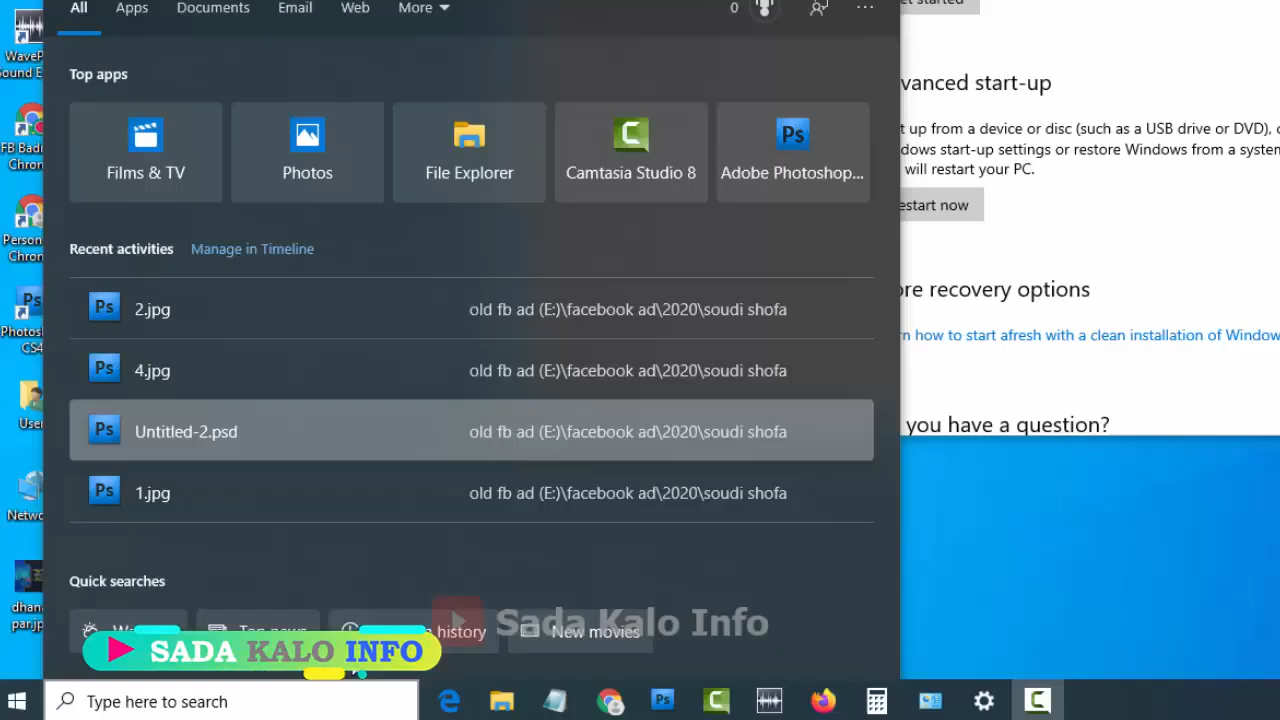 All Apps Documents Email Web More 0
Top apps
Films & TV Photos File Explorer Camtasia Studio 8 Adobe Photoshop...
Recent activities Manage in Timeline
2.jpg old fb ad (E:)\facebook ad\2020\soudi shofa
4.jpg old fb ad (E:)\facebook ad\2020\soudi shofa
Untitled-2.psd old fb ad (E:)\facebook ad\2020\soudi shofa
1.jpg old fb ad (E:)\facebook ad\2020\soudi shofa
Quick searches
history New movies
Sada Kalo Info
SADA KALO INFO
Type here to search
WaveP
Sound E
FB Badr
Chron
Person
Chron
Photosh
CS4
User
Netwo
dhana
par.jp
et started
vanced start-up
t up from a device or disc (such as a USB drive or DVD), c
dows start-up settings or restore Windows from a system
will restart your PC.
estart now
ore recovery options
rn how to start afresh with a clean installation of Window
you have a question?